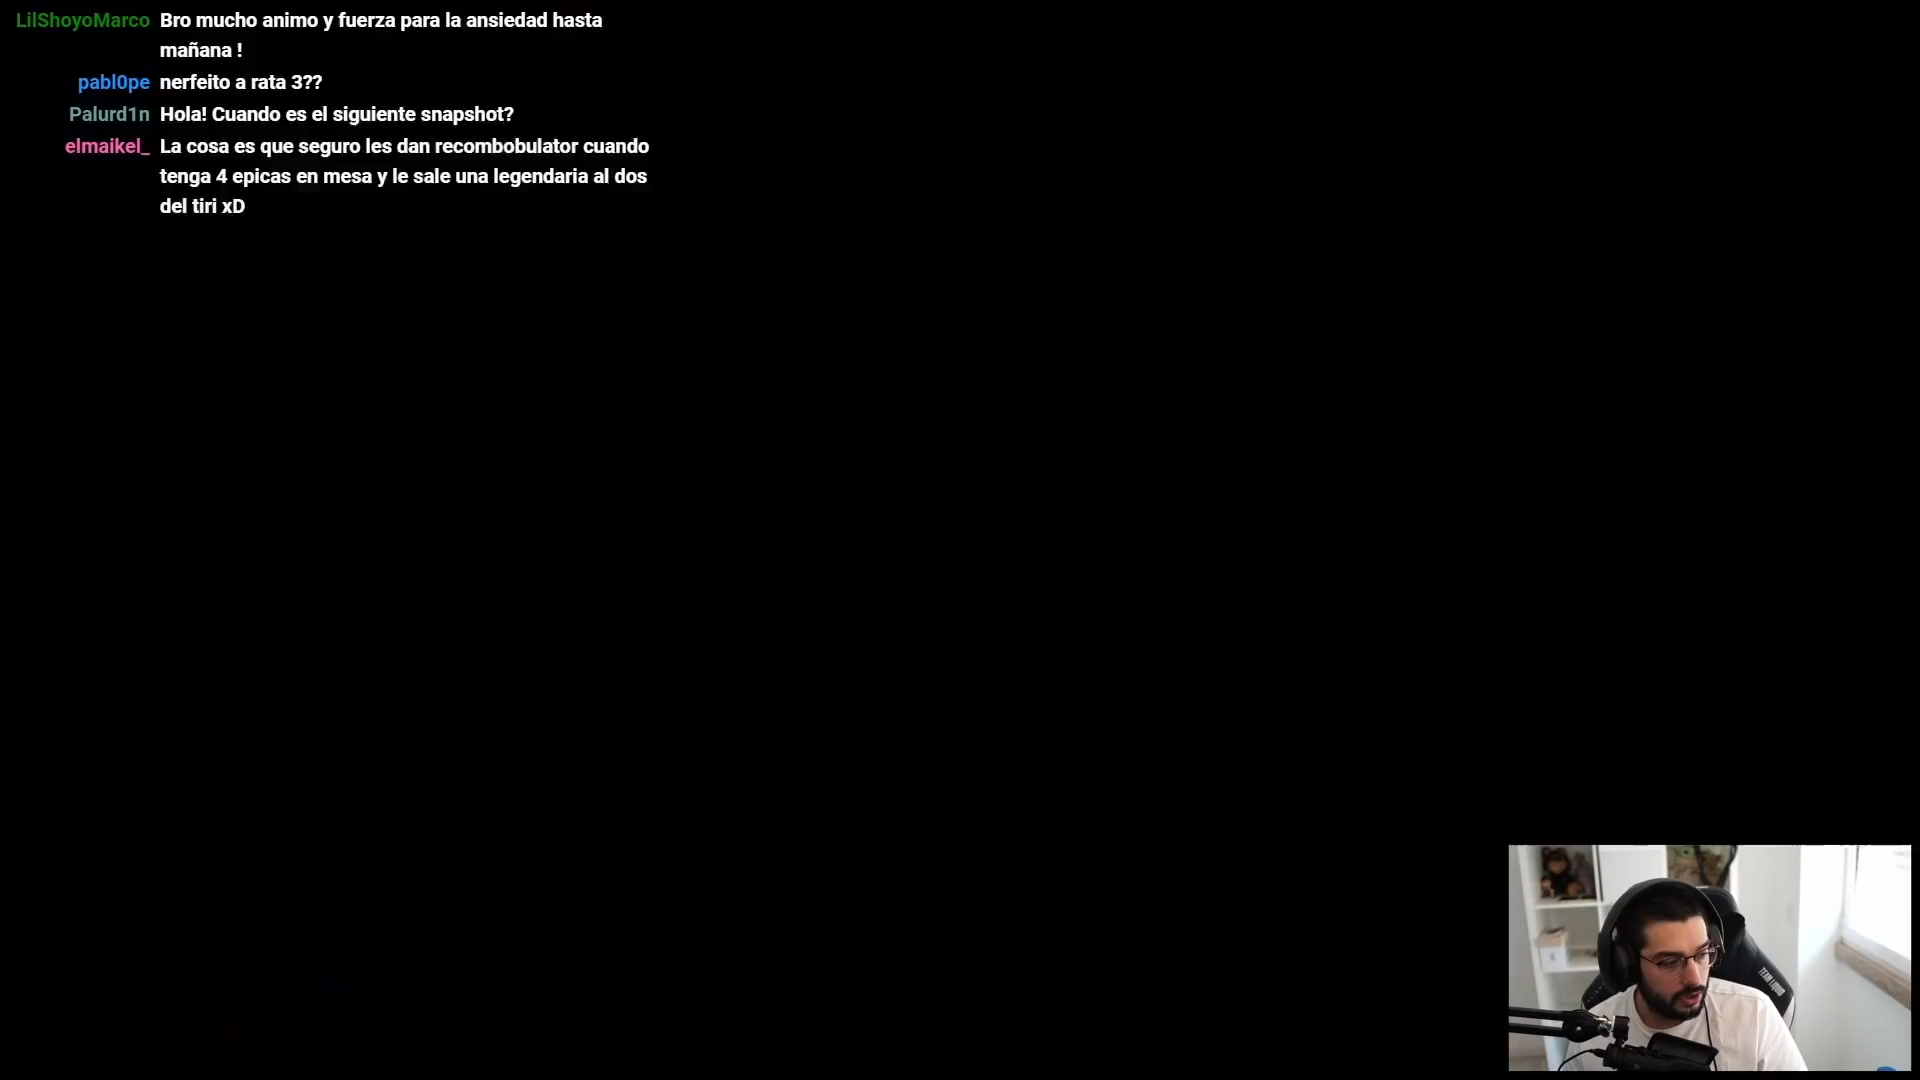 LilShoyoMarco Bro mucho animo y fuerza para la ansiedad hasta
mañana !
pabl0pe nerfeito a rata 3??
Palurd1n Hola! Cuando es el siguiente snapshot?
elmaikel_ La cosa es que seguro les dan recombobulator cuando
tenga 4 epicas en mesa y le sale una legendaria al dos
del tiri xD
TEAM LIQUID